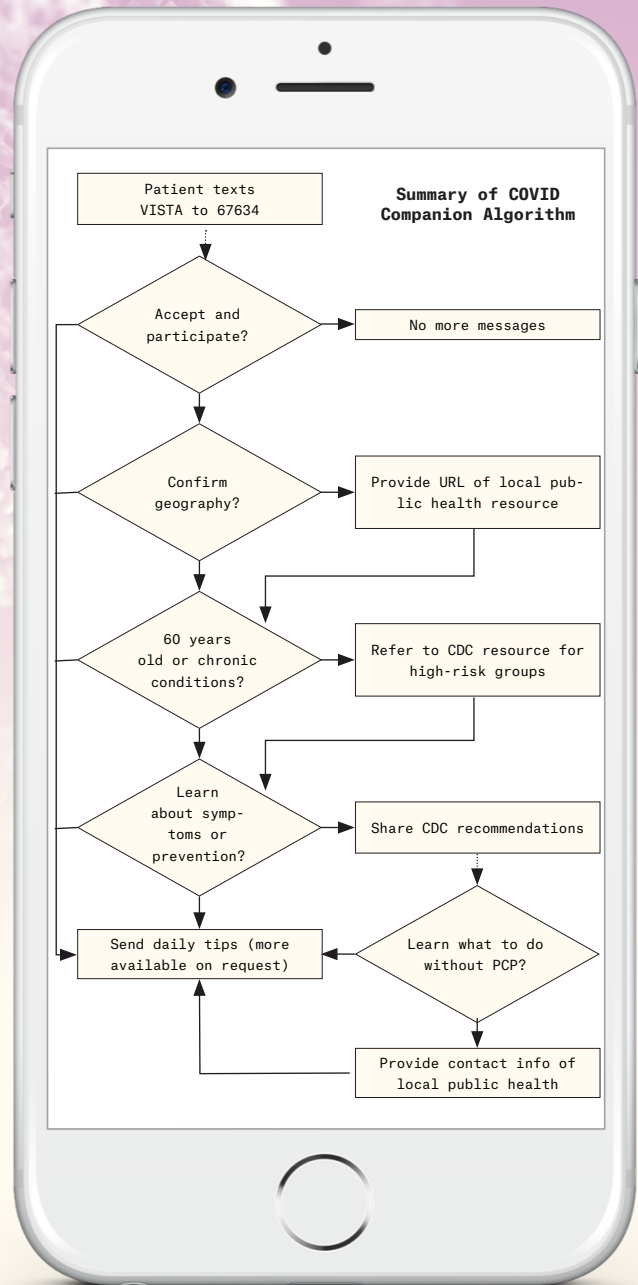 Patient texts
VISTA to 67634
Summary of COVID
Companion Algorithm
Accept and
participate?
No more messages
Confirm
geography?
Provide URL of local pub-
lic health resource
60 years
old or chronic
conditions?
Refer to CDC resource for
high-risk groups
Learn
about symp-
toms or
prevention?
Share CDC recommendations
Send daily tips (more
available on request)
Learn what to do
without PCP?
Provide contact info of
local public health